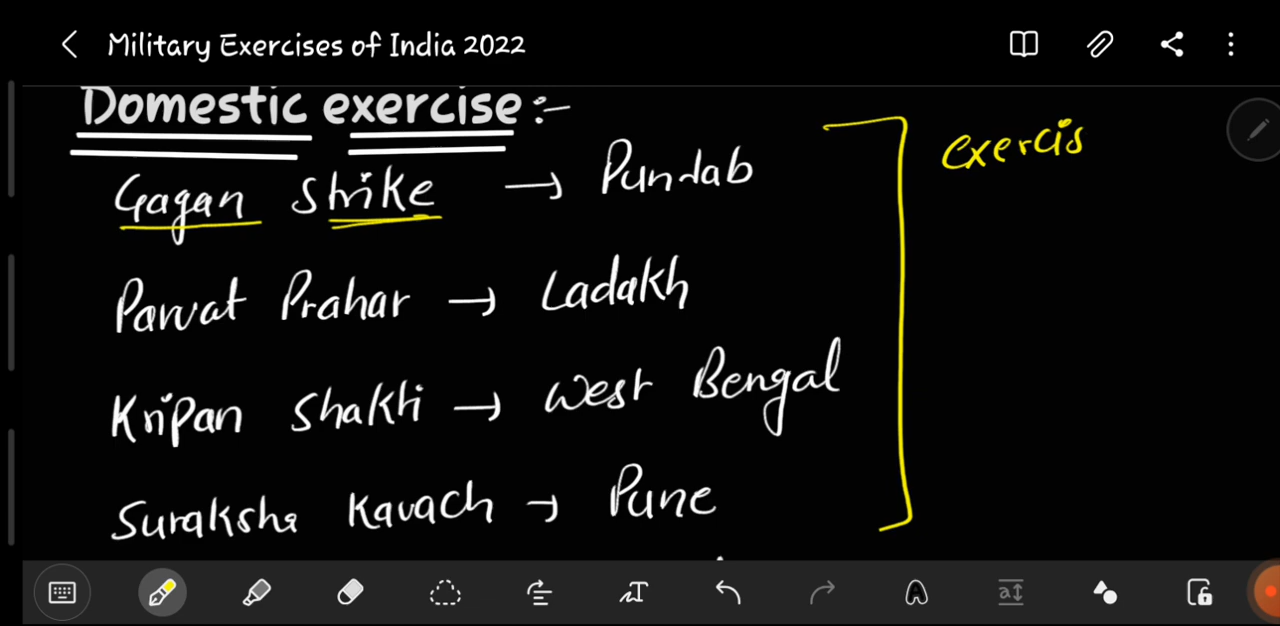 Military Exercises of India 2022
Domestic exercise :-
Gagan Strike → Pundab
exercis
Parvat Prahar → Ladakh
Kripan Shakti → West Bengal
Suraksha Kavach → Pune